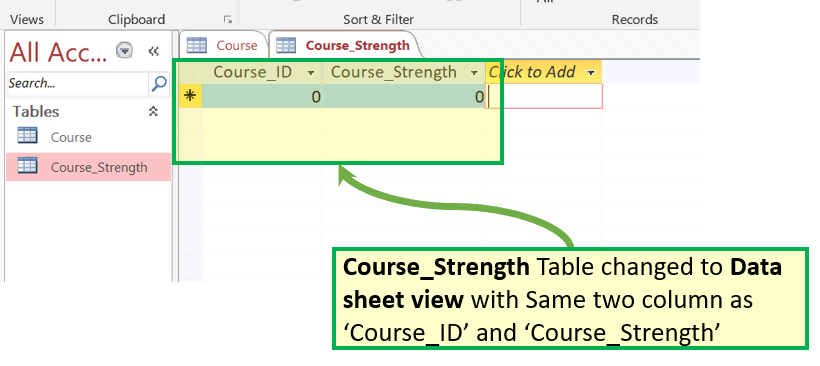 All
Views Clipboard Sort & Filter Records
All Acc...
Search...
Tables
Course
Course_Strength
Course Course_Strength
Course_ID Course_Strength Click to Add
0 0
Course_Strength Table changed to Data
sheet view with Same two column as
‘Course_ID’ and ‘Course_Strength’